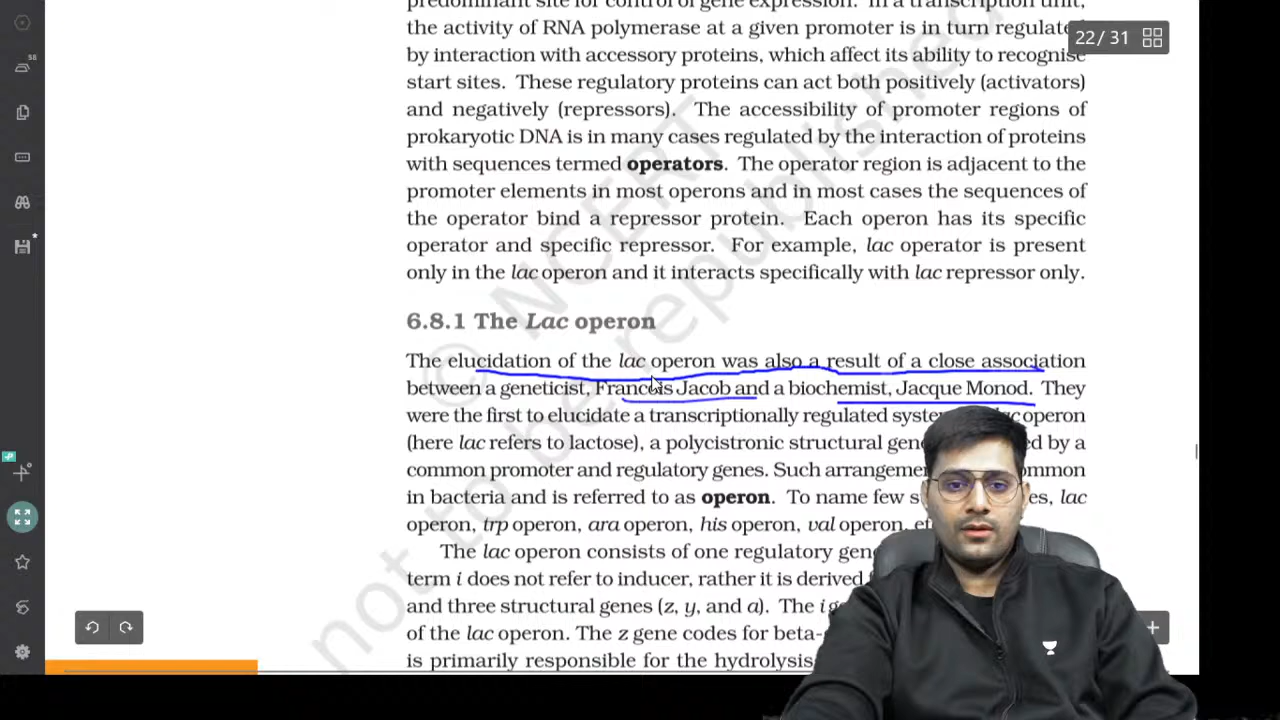 predominant site for control of gene expression. In a transcription unit,
the activity of RNA polymerase at a given promoter is in turn regulated
22 / 31
by interaction with accessory proteins, which affect its ability to recognise
start sites. These regulatory proteins can act both positively (activators)
and negatively (repressors). The accessibility of promoter regions of
prokaryotic DNA is in many cases regulated by the interaction of proteins
with sequences termed operators. The operator region is adjacent to the
promoter elements in most operons and in most cases the sequences of
the operator bind a repressor protein. Each operon has its specific
operator and specific repressor. For example, lac operator is present
only in the lac operon and it interacts specifically with lac repressor only.
6.8.1 The Lac operon
The elucidation of the lac operon was also a result of a close association
between a geneticist, Francois Jacob and a biochemist, Jacque Monod. They
were the first to elucidate a transcriptionally regulated operon
(here lac refers to lactose), a polycistronic structural by a
common promoter and regulatory genes. Such
in bacteria and is referred to as operon. To name few lac
operon, trp operon, ara operon, his operon, val operon,
The lac operon consists of one regulatory
term i does not refer to inducer, rather it is derived
and three structural genes (z, y, and a). The i
of the lac operon. The z gene codes for
is primarily responsible for the hydrolysis
© NCERT
not to be republished
58